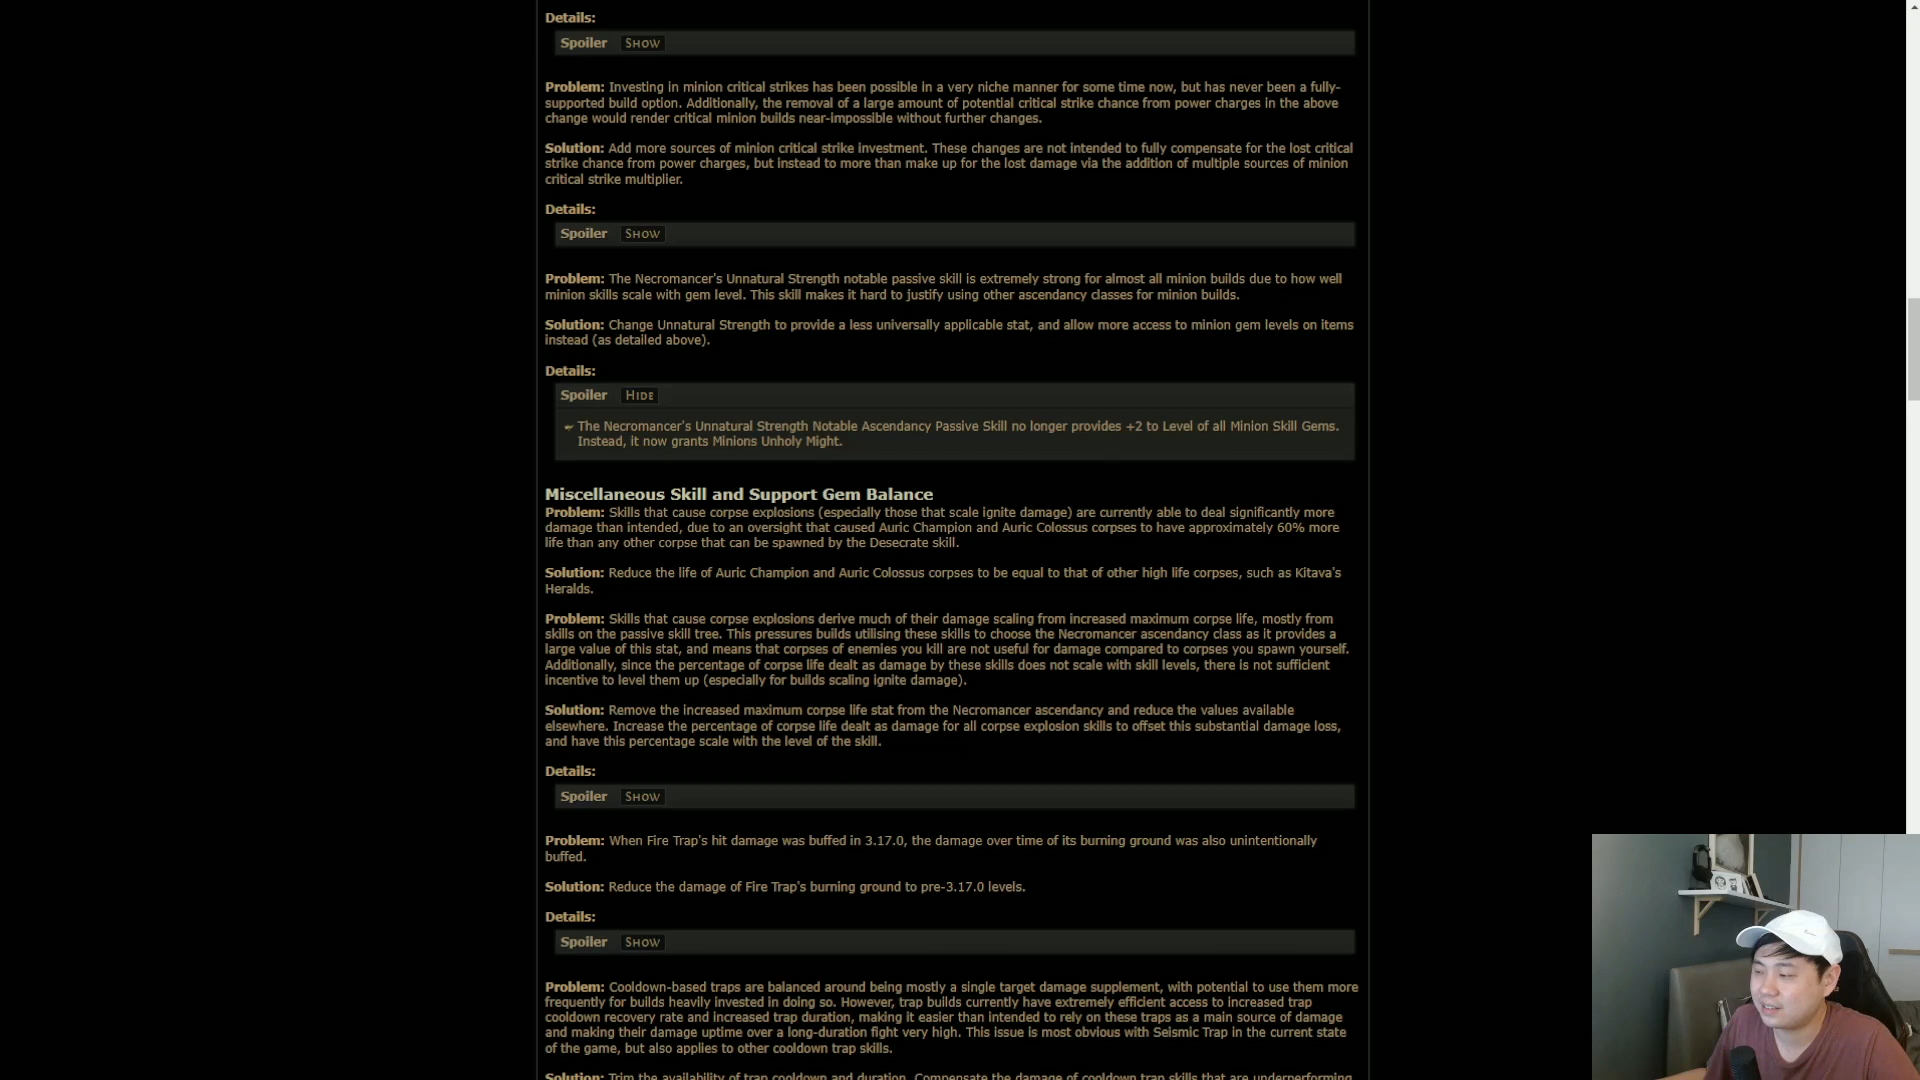 Details:
Spoiler SHOW
Problem: Investing in minion critical strikes has been possible in a very niche manner for some time now, but has never been a fully-
supported build option. Additionally, the removal of a large amount of potential critical strike chance from power charges in the above
change would render critical minion builds near-impossible without further changes.
Solution: Add more sources of minion critical strike investment. These changes are not intended to fully compensate for the lost critical
strike chance from power charges, but instead to more than make up for the lost damage via the addition of multiple sources of minion
critical strike multiplier.
Details:
Spoiler SHOW
Problem: The Necromancer's Unnatural Strength notable passive skill is extremely strong for almost all minion builds due to how well
minion skills scale with gem level. This skill makes it hard to justify using other ascendancy classes for minion builds.
Solution: Change Unnatural Strength to provide a less universally applicable stat, and allow more access to minion gem levels on items
instead (as detailed above).
Details:
Spoiler HIDE
The Necromancer's Unnatural Strength Notable Ascendancy Passive Skill no longer provides +2 to Level of all Minion Skill Gems.
Instead, it now grants Minions Unholy Might.
Miscellaneous Skill and Support Gem Balance
Problem: Skills that cause corpse explosions (especially those that scale ignite damage) are currently able to deal significantly more
damage than intended, due to an oversight that caused Auric Champion and Auric Colossus corpses to have approximately 60% more
life than any other corpse that can be spawned by the Desecrate skill.
Solution: Reduce the life of Auric Champion and Auric Colossus corpses to be equal to that of other high life corpses, such as Kitava's
Heralds.
Problem: Skills that cause corpse explosions derive much of their damage scaling from increased maximum corpse life, mostly from
skills on the passive skill tree. This pressures builds utilising these skills to choose the Necromancer ascendancy class as it provides a
large value of this stat, and means that corpses of enemies you kill are not useful for damage compared to corpses you spawn yourself.
Additionally, since the percentage of corpse life dealt as damage by these skills does not scale with skill levels, there is not sufficient
incentive to level them up (especially for builds scaling ignite damage).
Solution: Remove the increased maximum corpse life stat from the Necromancer ascendancy and reduce the values available
elsewhere. Increase the percentage of corpse life dealt as damage for all corpse explosion skills to offset this substantial damage loss,
and have this percentage scale with the level of the skill.
Details:
Spoiler SHOW
Problem: When Fire Trap's hit damage was buffed in 3.17.0, the damage over time of its burning ground was also unintentionally
buffed.
Solution: Reduce the damage of Fire Trap's burning ground to pre-3.17.0 levels.
Details:
Spoiler SHOW
Problem: Cooldown-based traps are balanced around being mostly a single target damage supplement, with potential to use them more
frequently for builds heavily invested in doing so. However, trap builds currently have extremely efficient access to increased trap
cooldown recovery rate and increased trap duration, making it easier than intended to rely on these traps as a main source of damage
and making their damage uptime over a long-duration fight very high. This issue is most obvious with Seismic Trap in the current state
of the game, but also applies to other cooldown trap skills.
Solution: Trim the availability of trap cooldown and duration. Compensate the damage of cooldown trap skills that are underperforming